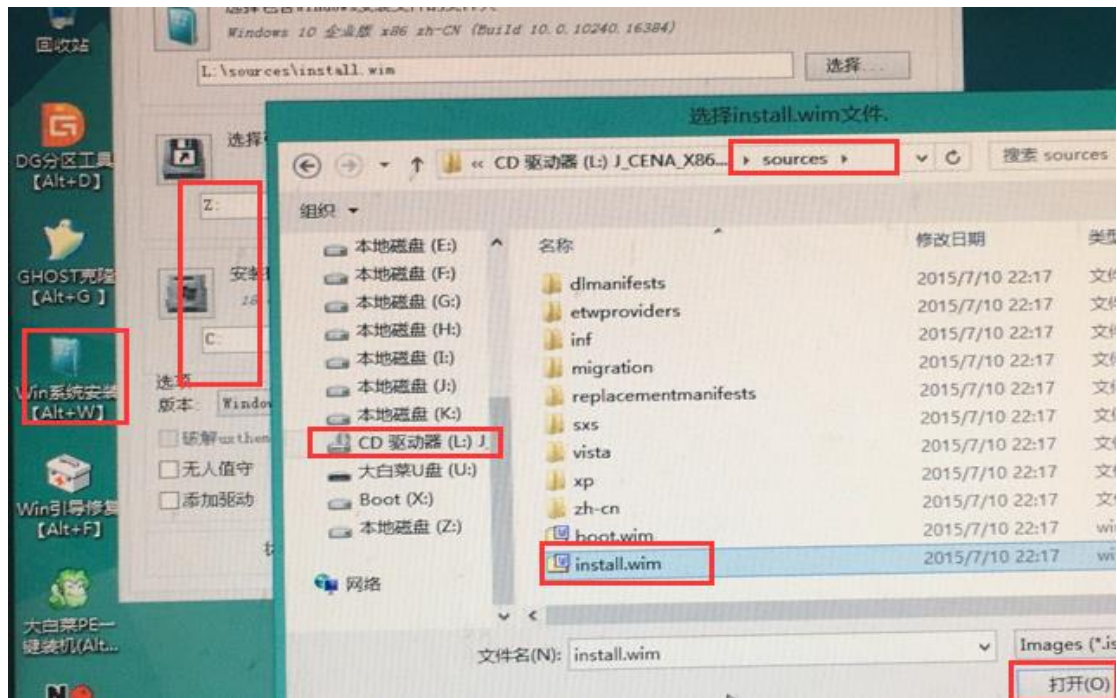 回收站
Windows 10 企业版 x86 zh-CN (Build 10.0.10240.16384)
L:\sources\install.wim
选择...
选择install.wim文件.
DG分区工具
【Alt+D】
选择
« CD 驱动器 (L:) J_CENA_X86... ▸ sources ▸
搜索 sources
Z:
组织
GHOST克隆
【Alt+G 】
C:
Win系统安装
【Alt+W】
选项
版本:
无人值守
添加驱动
Win引导修复
【Alt+F】
大白菜PE一
键装机(Alt...
本地磁盘 (E:)
本地磁盘 (F:)
本地磁盘 (G:)
本地磁盘 (H:)
本地磁盘 (I:)
本地磁盘 (J:)
本地磁盘 (K:)
CD 驱动器 (L:) J_
大白菜U盘 (U:)
Boot (X:)
本地磁盘 (Z:)
网络
名称 修改日期 类型
dlmanifests 2015/7/10 22:17
etwproviders 2015/7/10 22:17
inf 2015/7/10 22:17
migration 2015/7/10 22:17
replacementmanifests 2015/7/10 22:17
sxs 2015/7/10 22:17
vista 2015/7/10 22:17
xp 2015/7/10 22:17
zh-cn 2015/7/10 22:17
boot.wim 2015/7/10 22:17
install.wim 2015/7/10 22:17
文件名(N): install.wim
Images (*.is
打开(O)